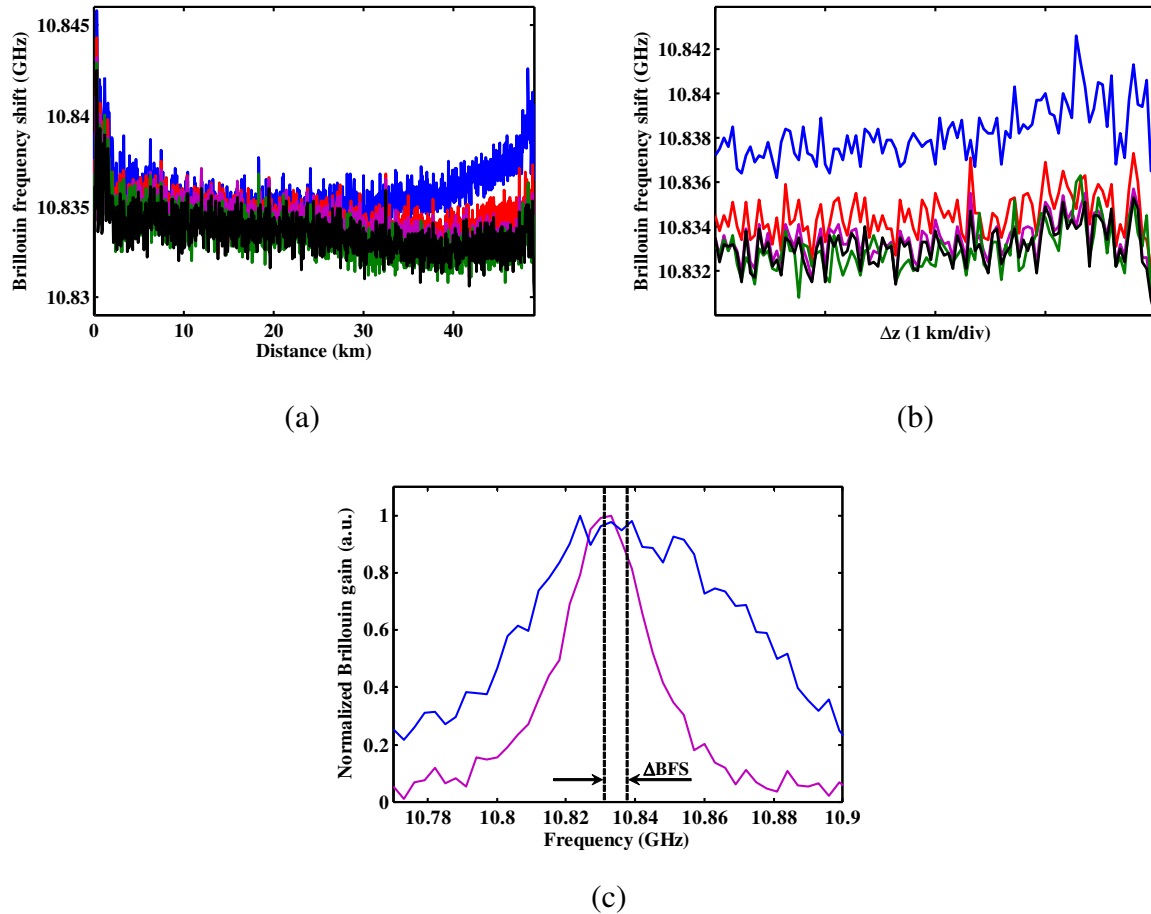 Brillouin frequency shift (GHz)
10.845
10.84
10.835
10.83
0
10
20
30
40
Distance (km)
(a)
Brillouin frequency shift (GHz)
10.842
10.84
10.838
10.836
10.834
10.832
Δz (1 km/div)
(b)
Normalized Brillouin gain (a.u.)
1
0.8
0.6
0.4
0.2
0
ΔBFS
10.78
10.8
10.82
10.84
10.86
10.88
10.9
Frequency (GHz)
(c)